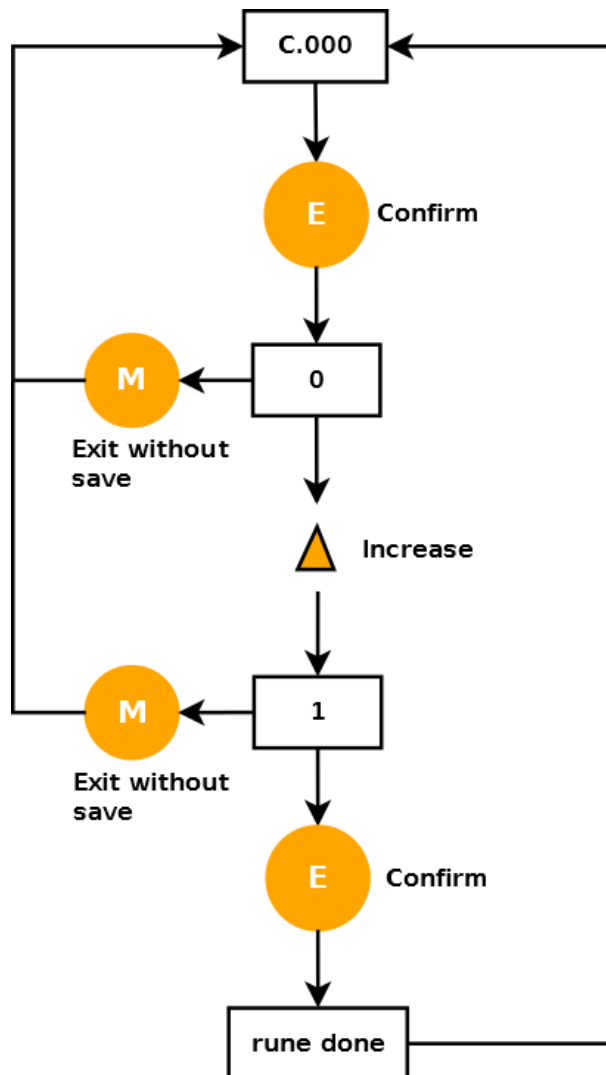 C.000
E
Confirm
0
M
Exit without
save
Increase
1
M
Exit without
save
E
Confirm
rune done